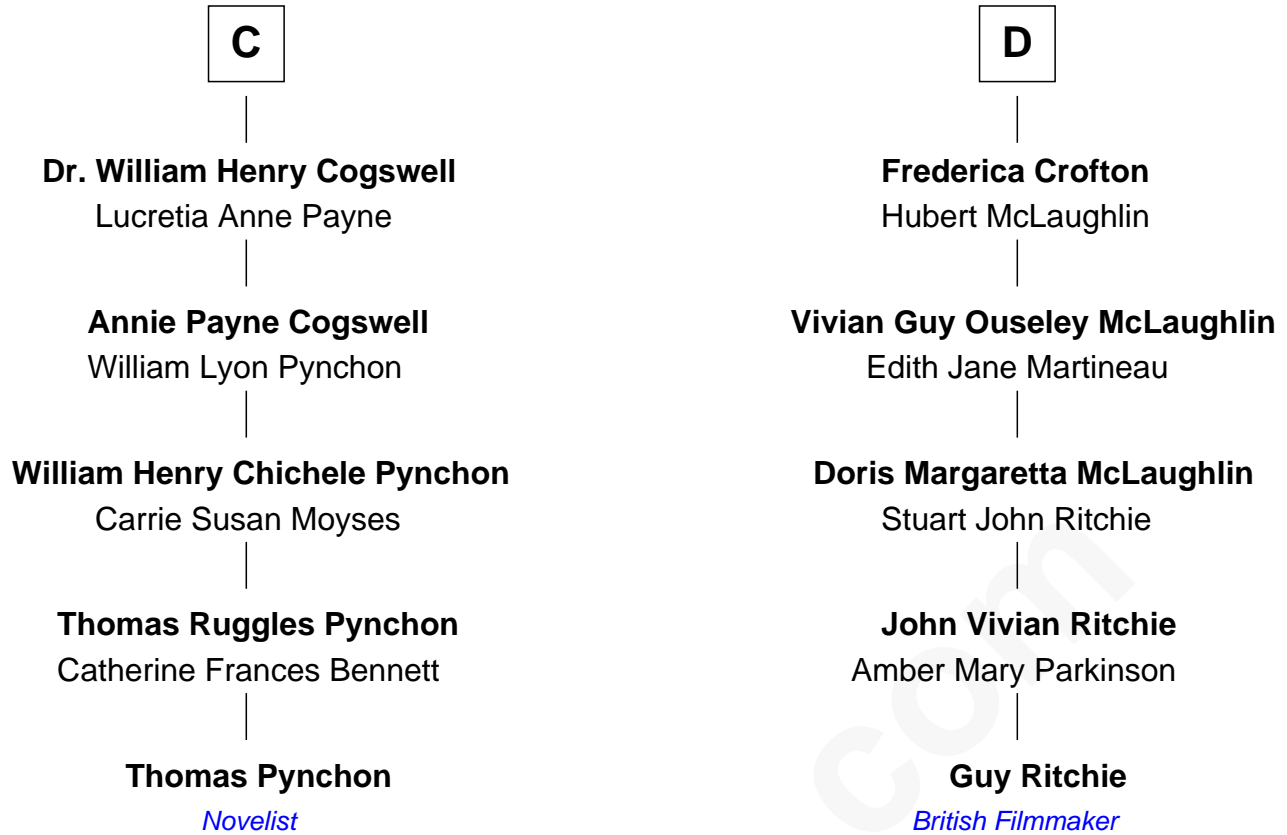 C
Dr. William Henry Cogswell
Lucretia Anne Payne
Annie Payne Cogswell
William Lyon Pynchon
William Henry Chichele Pynchon
Carrie Susan Moyses
Thomas Ruggles Pynchon
Catherine Frances Bennett
Thomas Pynchon
Novelist
D
Frederica Crofton
Hubert McLaughlin
Vivian Guy Ouseley McLaughlin
Edith Jane Martineau
Doris Margaretta McLaughlin
Stuart John Ritchie
John Vivian Ritchie
Amber Mary Parkinson
Guy Ritchie
British Filmmaker
com